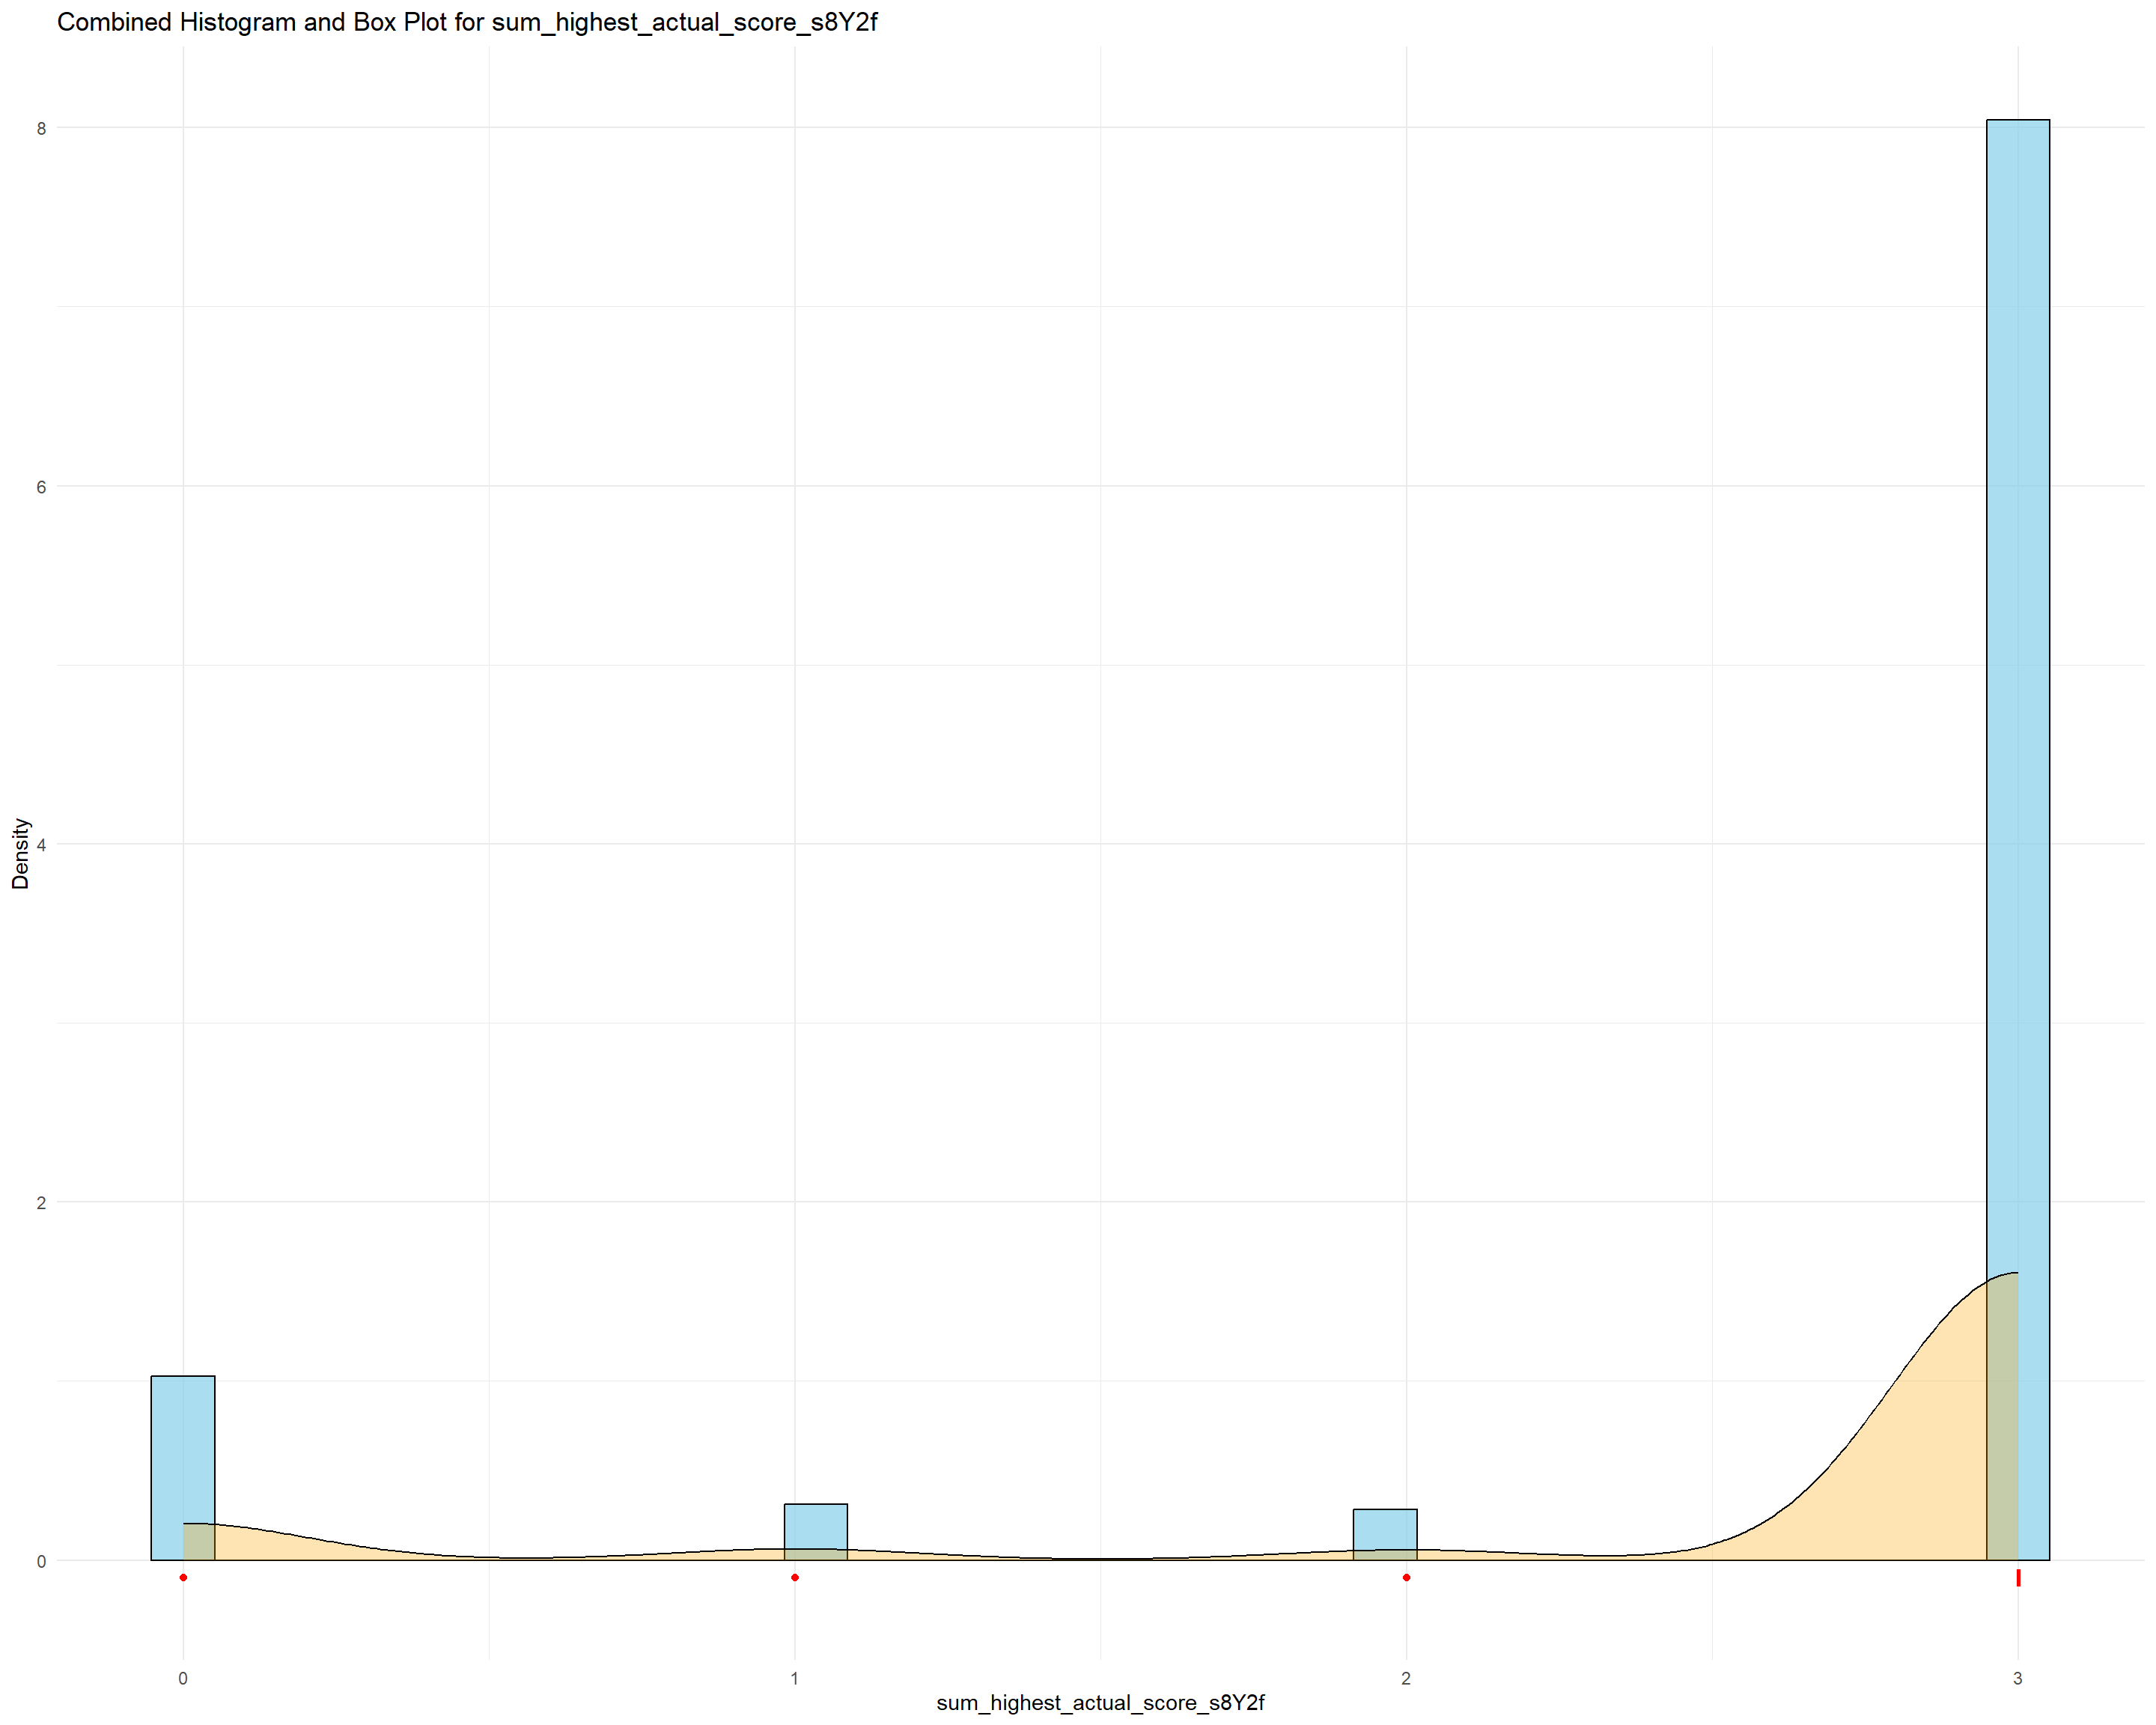 Combined Histogram and Box Plot for sum_highest_actual_score_s8Y2f
8
6
4
2
0
Density
0 1 2 3
sum_highest_actual_score_s8Y2f